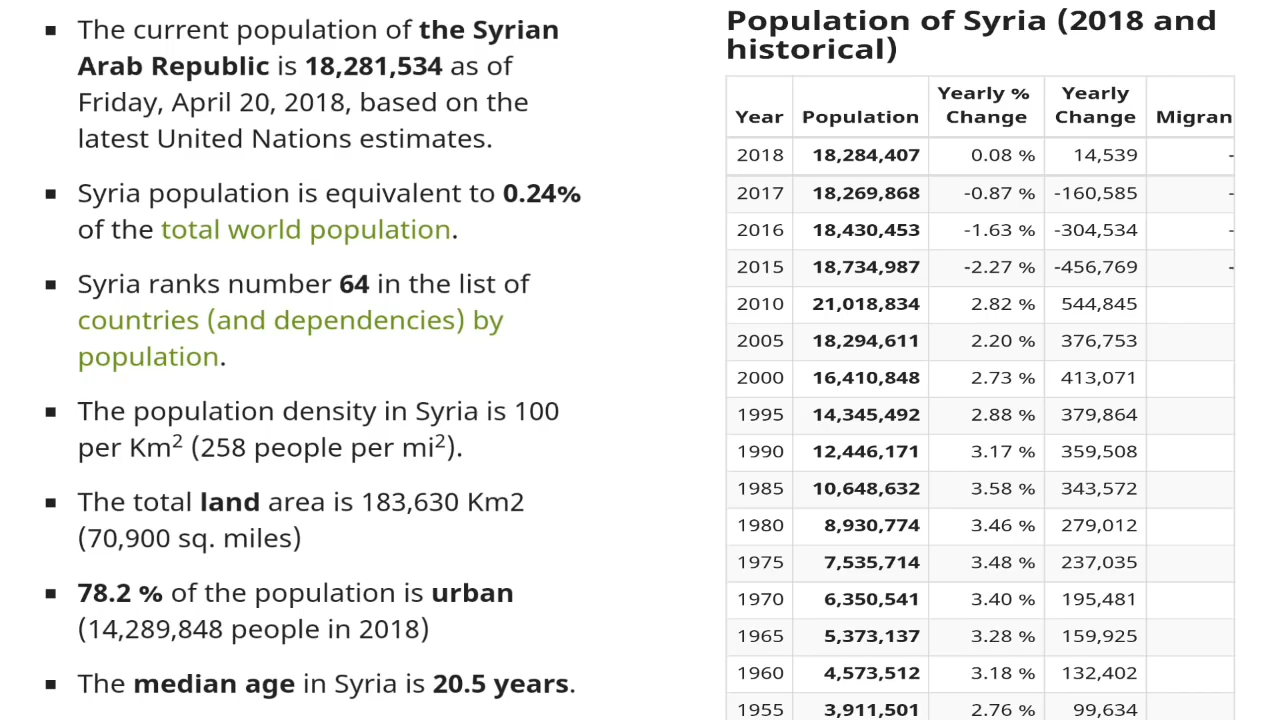 ▪ The current population of the Syrian
Arab Republic is 18,281,534 as of
Friday, April 20, 2018, based on the
latest United Nations estimates.
▪ Syria population is equivalent to 0.24%
of the total world population.
▪ Syria ranks number 64 in the list of
countries (and dependencies) by
population.
▪ The population density in Syria is 100
per Km² (258 people per mi²).
▪ The total land area is 183,630 Km2
(70,900 sq. miles)
▪ 78.2 % of the population is urban
(14,289,848 people in 2018)
▪ The median age in Syria is 20.5 years.
Population of Syria (2018 and
historical)
Year Population Yearly % Change Yearly Change Migran
2018 18,284,407 0.08 % 14,539 -
2017 18,269,868 -0.87 % -160,585 -
2016 18,430,453 -1.63 % -304,534 -
2015 18,734,987 -2.27 % -456,769 -
2010 21,018,834 2.82 % 544,845
2005 18,294,611 2.20 % 376,753
2000 16,410,848 2.73 % 413,071
1995 14,345,492 2.88 % 379,864
1990 12,446,171 3.17 % 359,508
1985 10,648,632 3.58 % 343,572
1980 8,930,774 3.46 % 279,012
1975 7,535,714 3.48 % 237,035
1970 6,350,541 3.40 % 195,481
1965 5,373,137 3.28 % 159,925
1960 4,573,512 3.18 % 132,402
1955 3,911,501 2.76 % 99,634